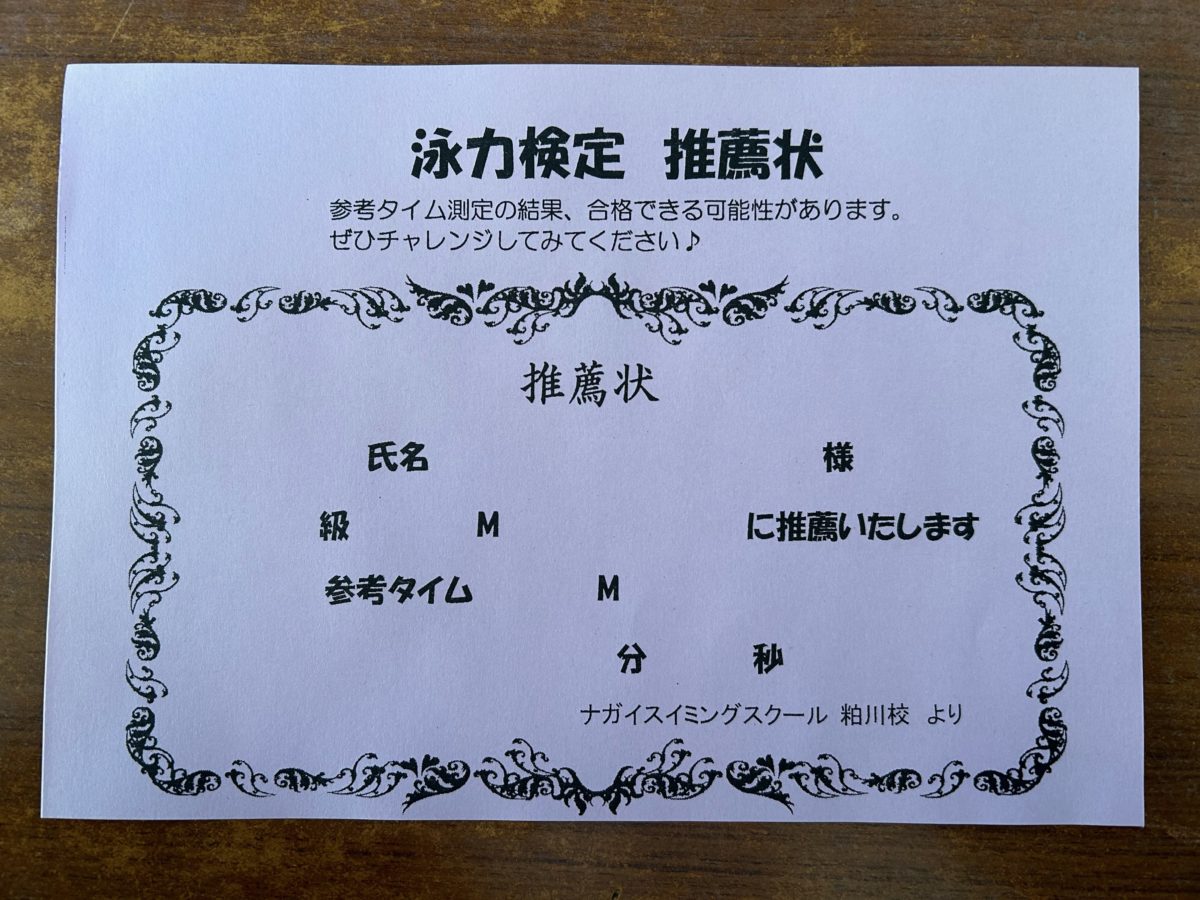 泳力検定 推薦状
参考タイム測定の結果、合格できる可能性があります。
ぜひチャレンジしてみてください♪
推薦状
氏名 様
級 M に推薦いたします
参考タイム M
分 秒
ナガイスイミングスクール 粕川校 より